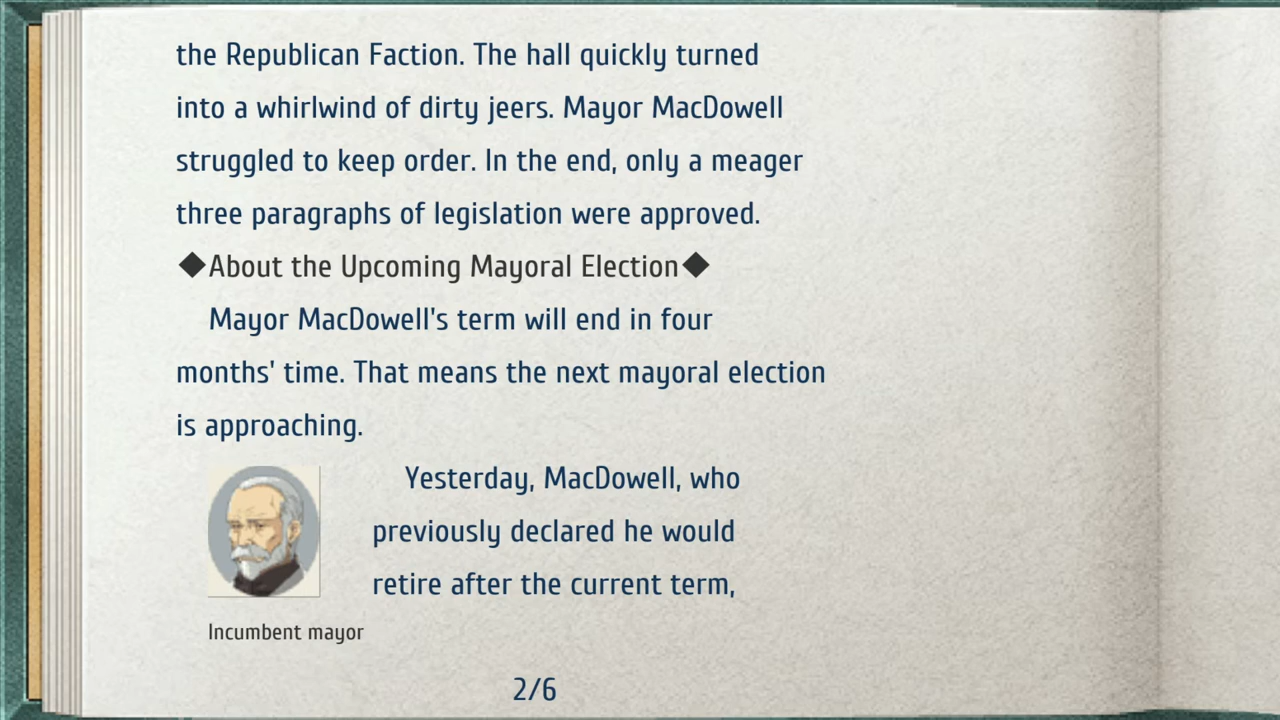 the Republican Faction. The hall quickly turned
into a whirlwind of dirty jeers. Mayor MacDowell
struggled to keep order. In the end, only a meager
three paragraphs of legislation were approved.
◆About the Upcoming Mayoral Election◆
Mayor MacDowell's term will end in four
months' time. That means the next mayoral election
is approaching.
Yesterday, MacDowell, who
previously declared he would
retire after the current term,
Incumbent mayor
2/6